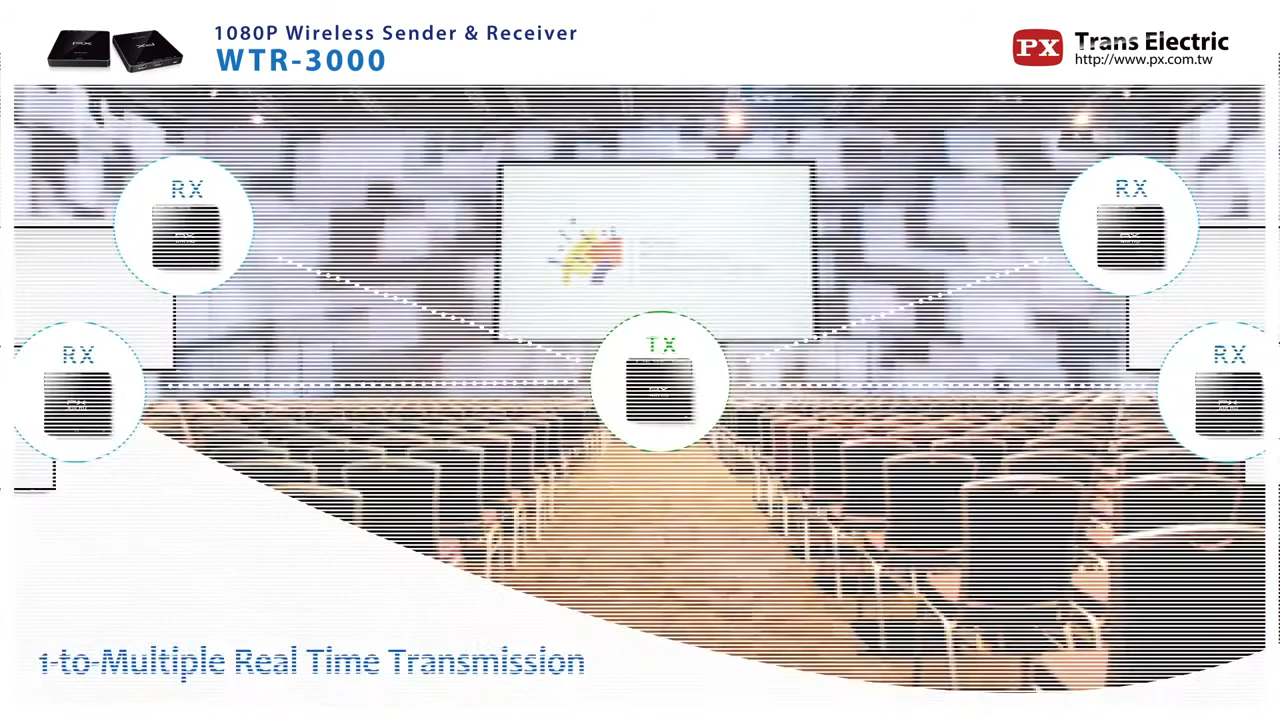 1080P Wireless Sender & Receiver
WTR-3000
PX Trans Electric
http://www.px.com.tw
RX
RX
TX
RX
RX
1-to-Multiple Real Time Transmission